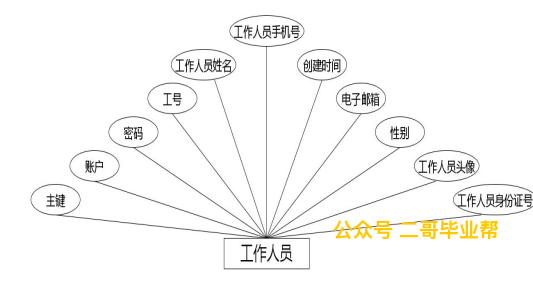 工作人员手机号
工作人员姓名
创建时间
工号
电子邮箱
密码
性别
账户
工作人员头像
主键
工作人员身份证号
公众号 二哥毕业帮
工作人员